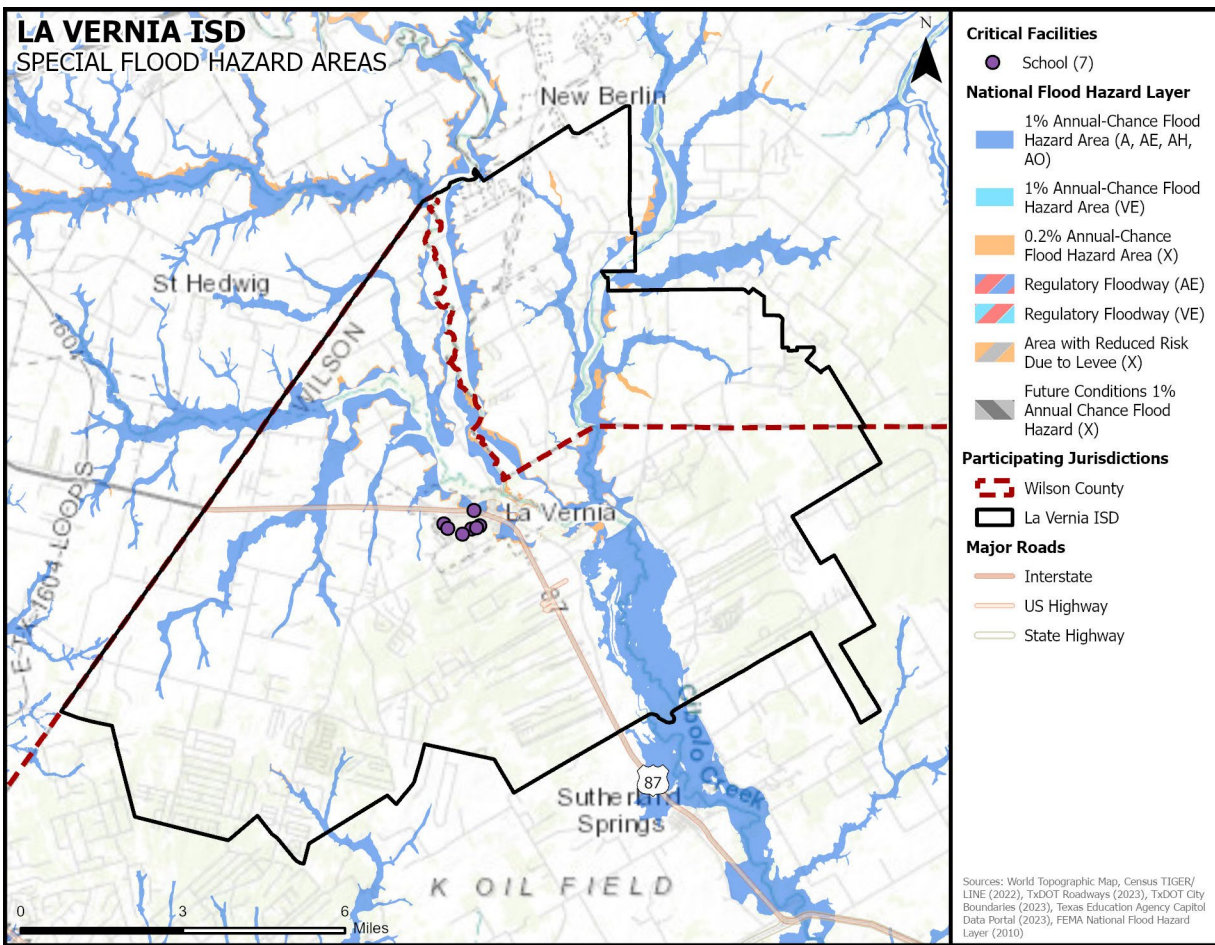 LA VERNIA ISD
SPECIAL FLOOD HAZARD AREAS
N
New Berlin
St Hedwig
WILSON
1604
E-TX-1604-LOOP S
La Vernia
87
Cibolo Creek
87
Sutherland
Springs
K OIL FIELD
0 3 6
Miles
Critical Facilities
School (7)
National Flood Hazard Layer
1% Annual-Chance Flood
Hazard Area (A, AE, AH,
AO)
1% Annual-Chance Flood
Hazard Area (VE)
0.2% Annual-Chance
Flood Hazard Area (X)
Regulatory Floodway (AE)
Regulatory Floodway (VE)
Area with Reduced Risk
Due to Levee (X)
Future Conditions 1%
Annual Chance Flood
Hazard (X)
Participating Jurisdictions
Wilson County
La Vernia ISD
Major Roads
Interstate
US Highway
State Highway
Sources: World Topographic Map, Census TIGER/
LINE (2022), TxDOT Roadways (2023), TxDOT City
Boundaries (2023), Texas Education Agency Capitol
Data Portal (2023), FEMA National Flood Hazard
Layer (2010)